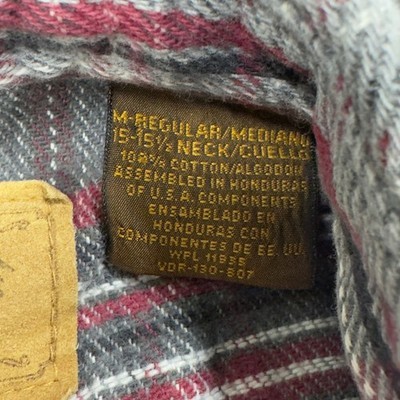 M-REGULAR/MEDIANO
15-15½ NECK/CUELLO
100% COTTON/ALGODON
ASSEMBLED IN HONDURAS
OF U.S.A. COMPONENTS
ENSAMBLADO EN
HONDURAS CON
COMPONENTES DE EE.UU.
WPL 11935
VDR-130-807